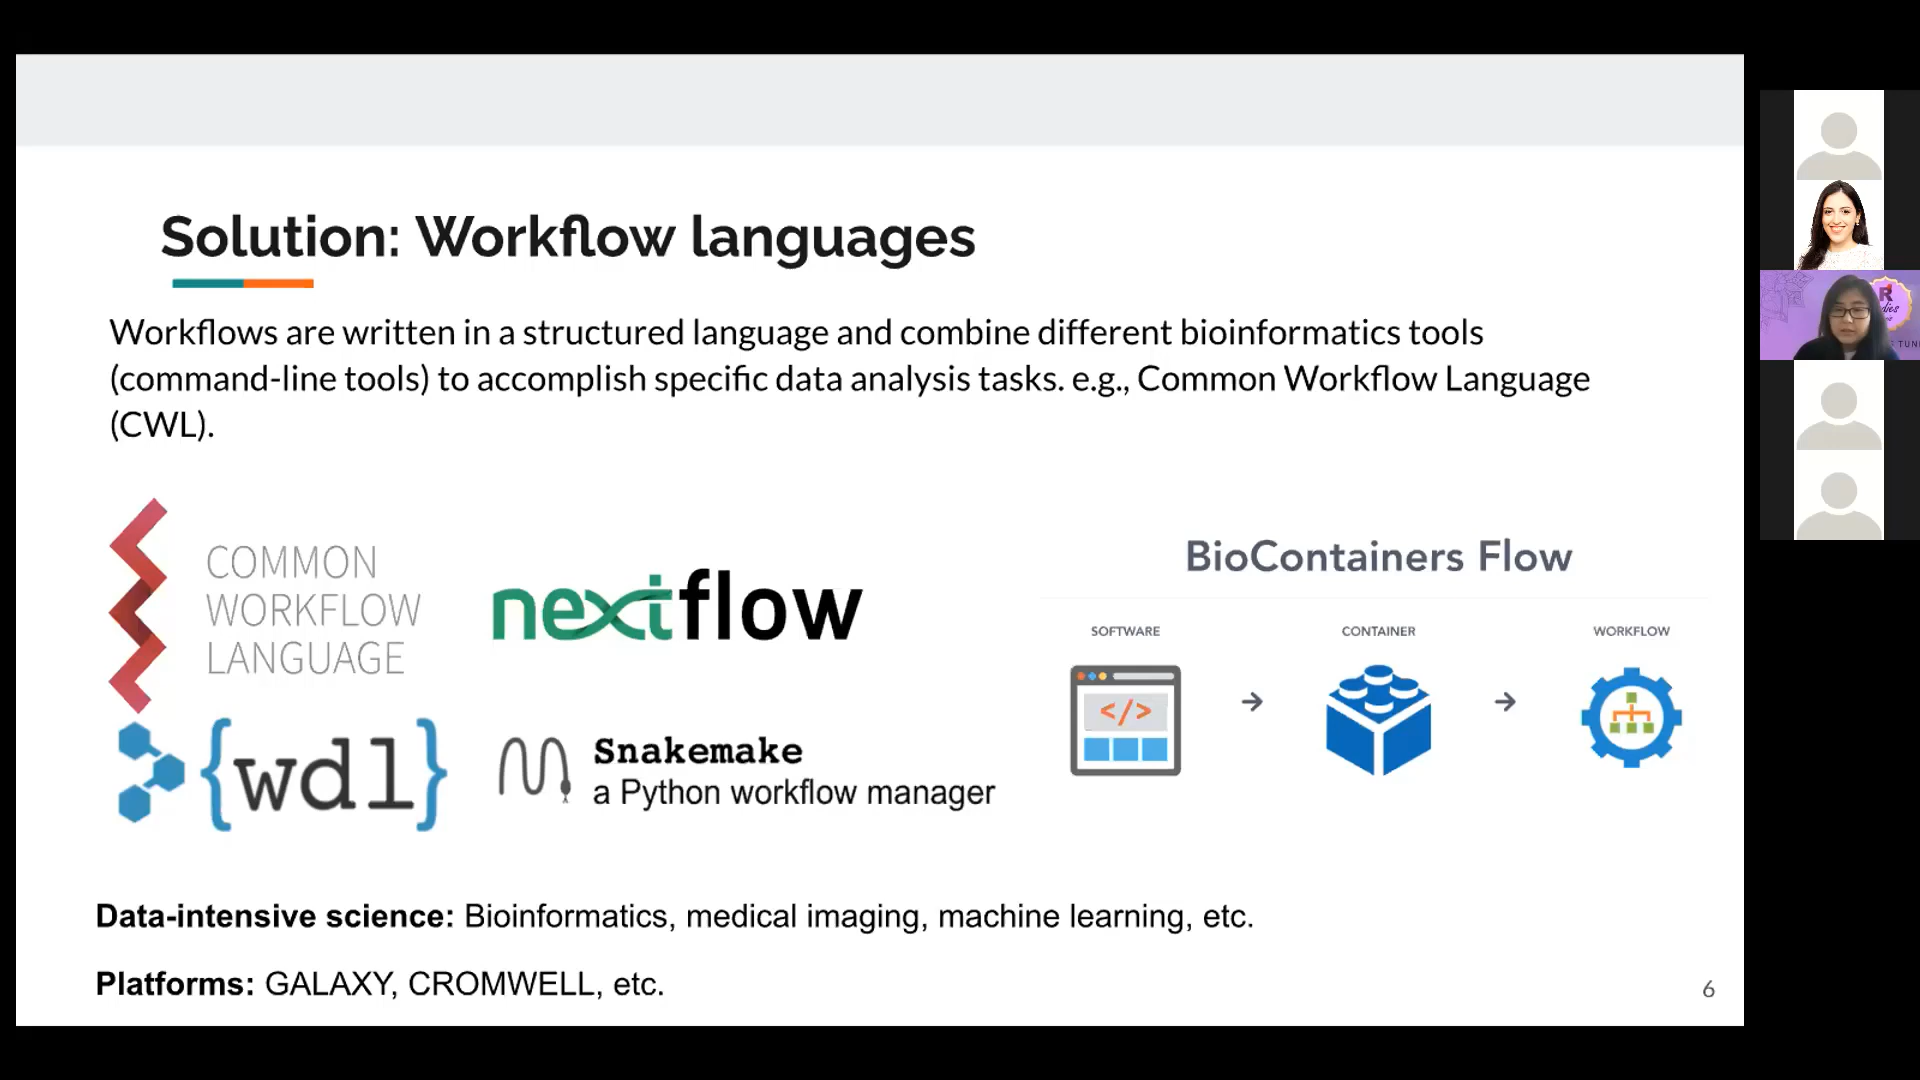 Solution: Workflow languages
Workflows are written in a structured language and combine different bioinformatics tools
(command-line tools) to accomplish specific data analysis tasks. e.g., Common Workflow Language
(CWL).
COMMON
WORKFLOW
LANGUAGE
nextflow
{wdl}
Snakemake
a Python workflow manager
BioContainers Flow
SOFTWARE
CONTAINER
WORKFLOW
</>
Data-intensive science: Bioinformatics, medical imaging, machine learning, etc.
Platforms: GALAXY, CROMWELL, etc.
6
R